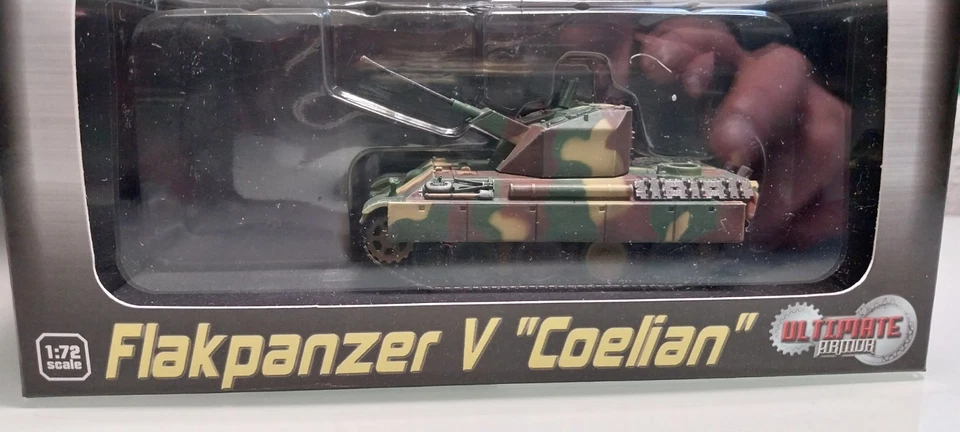 1:72
scale
Flakpanzer V "Coelian"
ULTIMATE
ARMOR